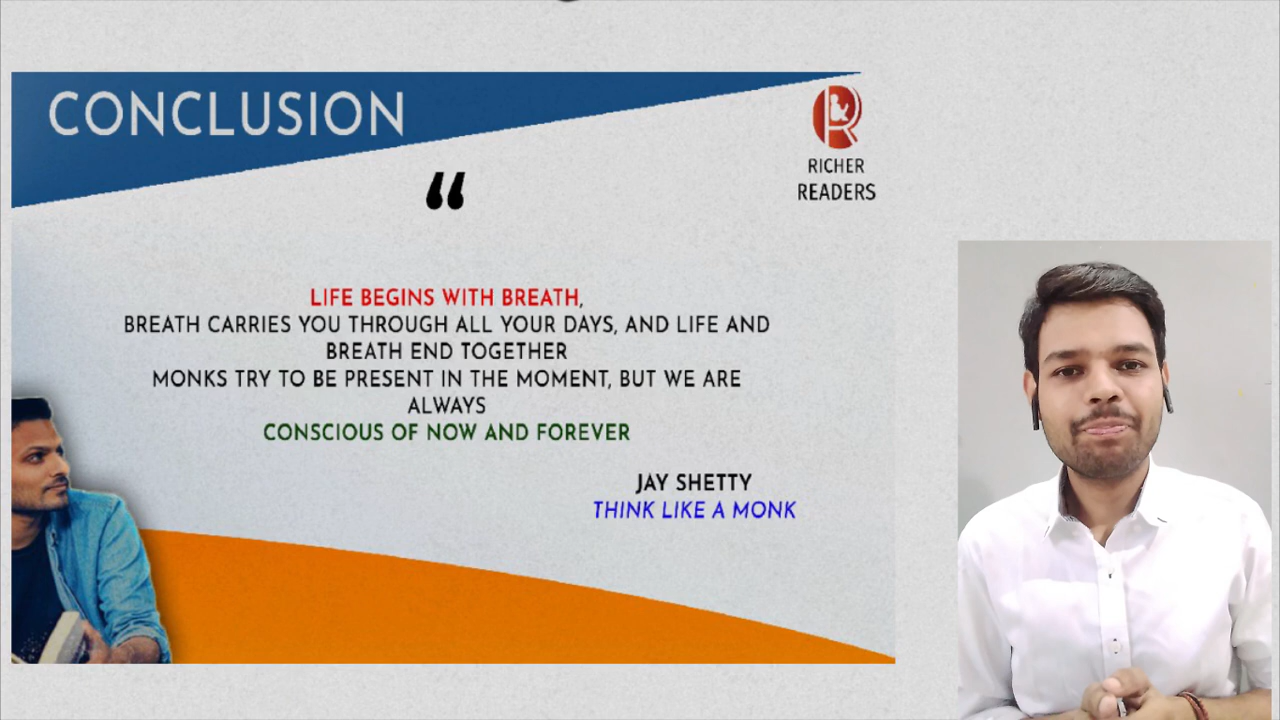 CONCLUSION
“
RICHER
READERS
LIFE BEGINS WITH BREATH,
BREATH CARRIES YOU THROUGH ALL YOUR DAYS, AND LIFE AND
BREATH END TOGETHER
MONKS TRY TO BE PRESENT IN THE MOMENT, BUT WE ARE
ALWAYS
CONSCIOUS OF NOW AND FOREVER
JAY SHETTY
THINK LIKE A MONK